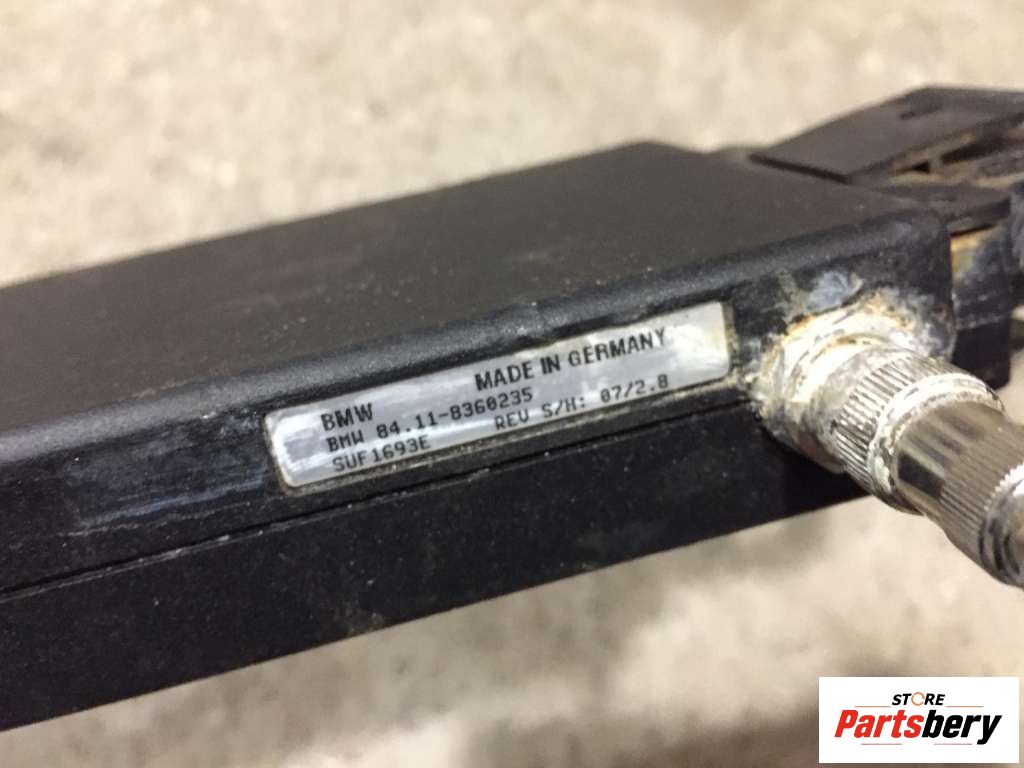 BMW MADE IN GERMANY
BMW 84.11-8360235
SUF1693E REV S/H: 07/2.8
STORE
Partsbery